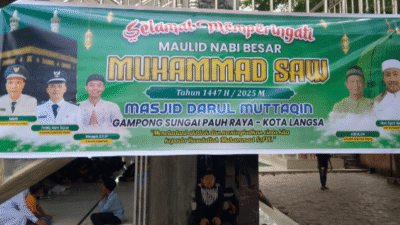 Selamat Memperingati
MAULID NABI BESAR
MUHAMMAD SAW
Tahun 1447 H / 2025 M
MASJID DARUL MUTTAQIN
GAMPONG SUNGAI PAUH RAYA - KOTA LANGSA